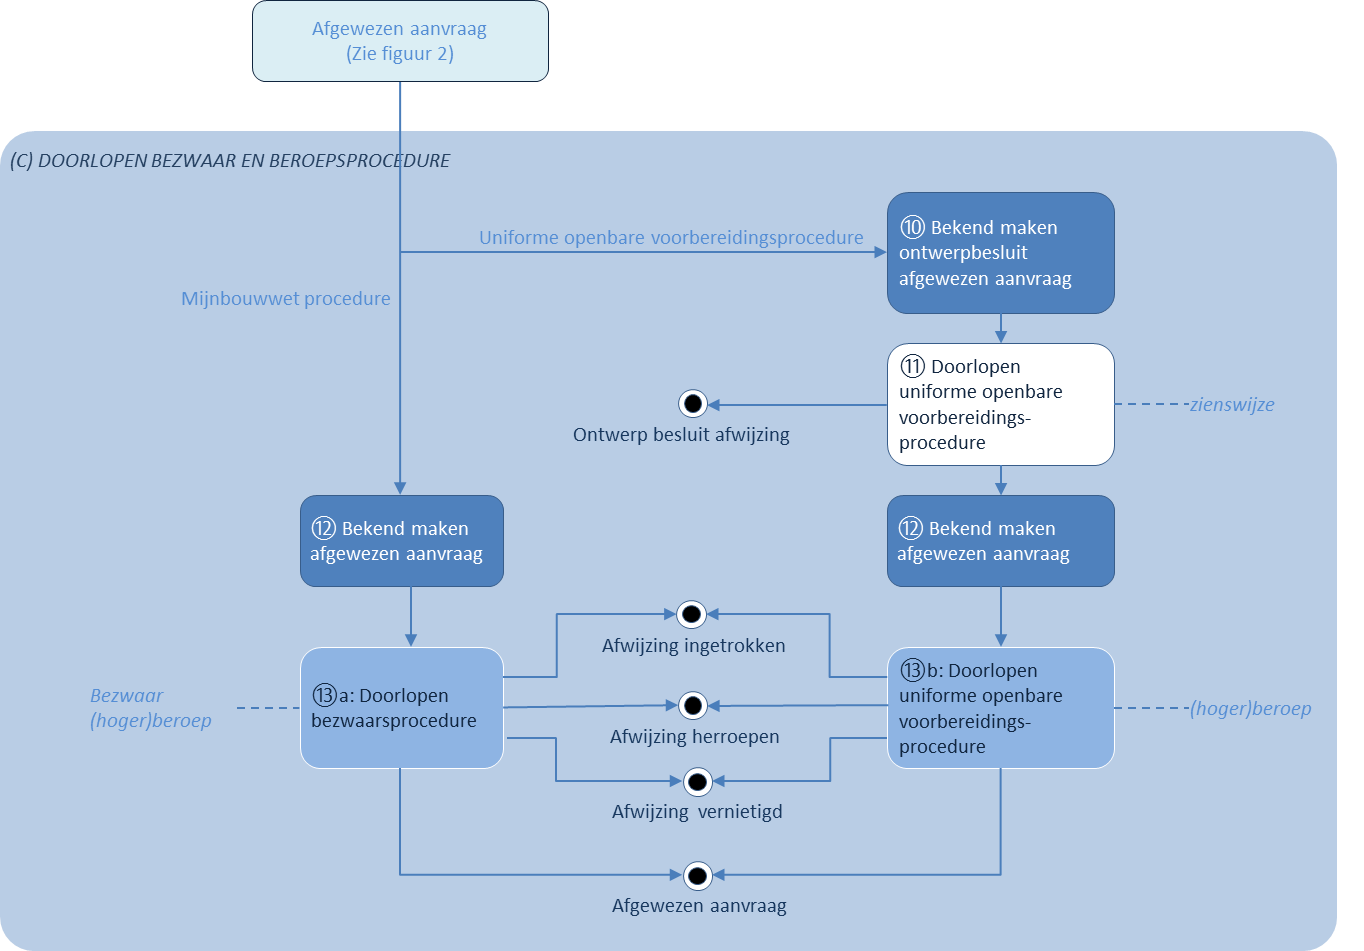 Afgewezen aanvraag
(Zie figuur 2)
(C) DOORLOPEN BEZWAAR EN BEROEPSPROCEDURE
Uniforme openbare voorbereidingsprocedure
⑩ Bekend maken
ontwerpbesluit
afgewezen aanvraag
Mijnbouwwet procedure
⑪ Doorlopen
uniforme openbare
voorbereidings-
procedure
zienswijze
Ontwerp besluit afwijzing
⑫ Bekend maken
afgewezen aanvraag
⑫ Bekend maken
afgewezen aanvraag
Afwijzing ingetrokken
Bezwaar
(hoger)beroep
⑬a: Doorlopen
bezwaarsprocedure
Afwijzing herroepen
⑬b: Doorlopen
uniforme openbare
voorbereidings-
procedure
(hoger)beroep
Afwijzing vernietigd
Afgewezen aanvraag